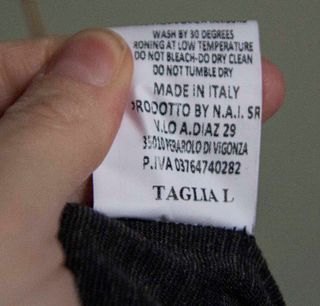 WASH BY 30 DEGREES
RONING AT LOW TEMPERATURE
DO NOT BLEACH-DO DRY CLEAN
DO NOT TUMBLE DRY
MADE IN ITALY
PRODOTTO BY N.A.I. SR
V.LO A.DIAZ 29
35010 PERAROLO DI VIGONZA
P.IVA 03764740282
TAGLIA L